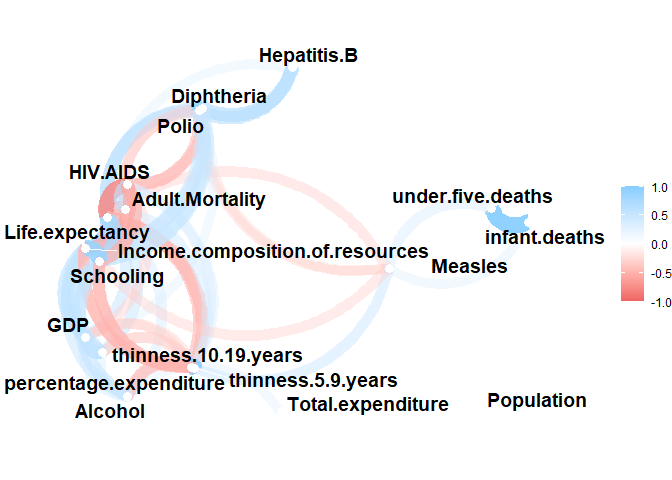 Hepatitis.B
Diphtheria
Polio
HIV.AIDS
Adult.Mortality
under.five.deaths
Life.expectancy
infant.deaths
Income.composition.of.resources
Schooling
Measles
GDP
thinness.10.19.years
percentage.expenditure
thinness.5.9.years
Alcohol
Total.expenditure
Population
1.0
0.5
0.0
-0.5
-1.0